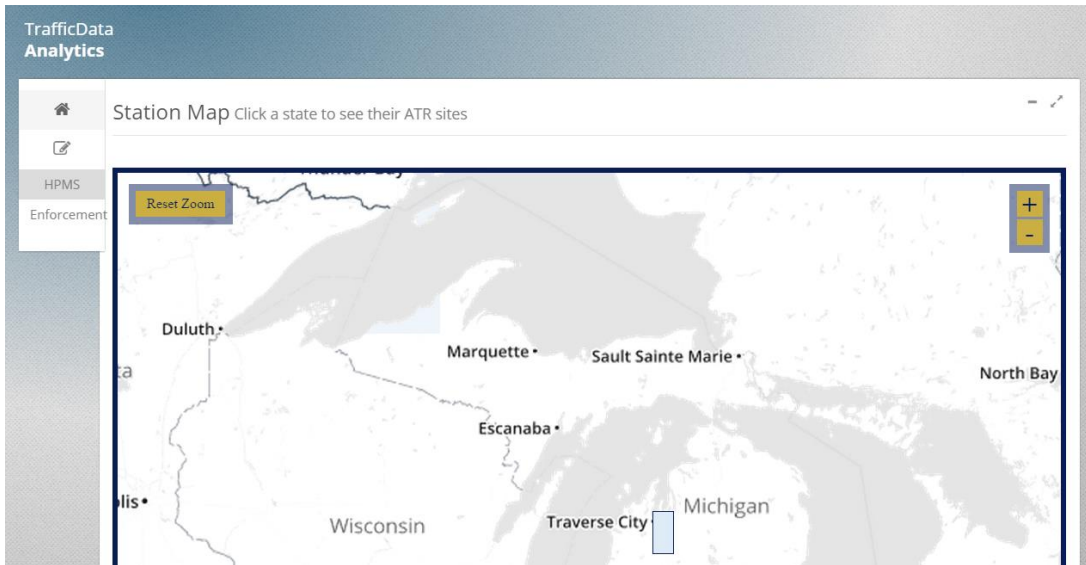 TrafficData
Analytics
Station Map Click a state to see their ATR sites
HPMS
Enforcement
Reset Zoom
+
-
Duluth
Marquette
Sault Sainte Marie
North Bay
Escanaba
Traverse City
Michigan
Wisconsin